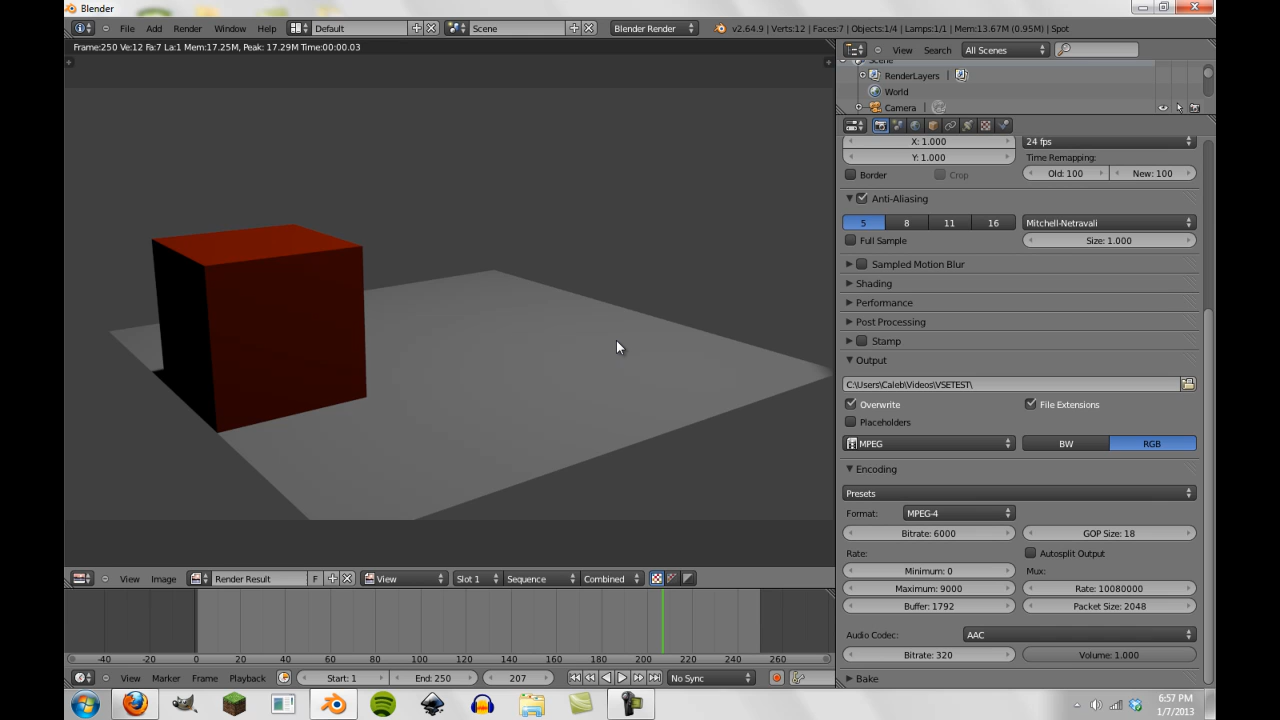 Blender
File Add Render Window Help Default Scene Blender Render v2.64.9 | Verts:12 | Faces:7 | Objects:1/4 | Lamps:1/1 | Mem:13.67M (0.95M) | Spot
Frame:250 Ve:12 Fa:7 La:1 Mem:17.25M, Peak: 17.29M Time:00:00.03
View Search All Scenes
Scene
RenderLayers
World
Camera
X: 1.000 24 fps
Y: 1.000 Time Remapping:
Border Crop Old: 100 New: 100
Anti-Aliasing
5 8 11 16 Mitchell-Netravali
Full Sample Size: 1.000
Sampled Motion Blur
Shading
Performance
Post Processing
Stamp
Output
C:\Users\Caleb\Videos\VSETEST\
Overwrite File Extensions
Placeholders
MPEG BW RGB
Encoding
Presets
Format: MPEG-4
Bitrate: 6000 GOP Size: 18
Rate: Autosplit Output
Minimum: 0 Mux:
Maximum: 9000 Rate: 10080000
Buffer: 1792 Packet Size: 2048
Audio Codec: AAC
Bitrate: 320 Volume: 1.000
Bake
View Image Render Result F View Slot 1 Sequence Combined
-40 -20 0 20 40 60 80 100 120 140 160 180 200 220 240 260
View Marker Frame Playback Start: 1 End: 250 207 No Sync
6:57 PM
1/7/2013